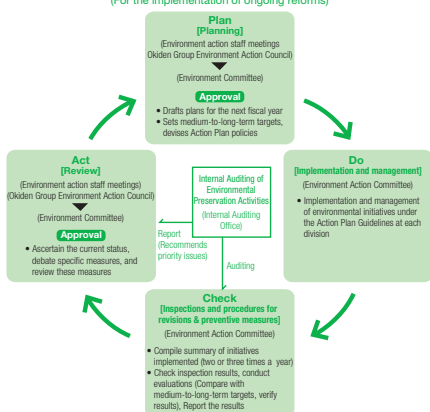 (For the implementation of ongoing reforms)
Plan
[Planning]
(Environment action staff meetings
Okiden Group Environment Action Council)
(Environment Committee)
Approval
• Drafts plans for the next fiscal year
• Sets medium-to-long-term targets,
devises Action Plan policies
Act
[Review]
(Environment action staff meetings)
(Okiden Group Environment Action Council)
(Environment Committee)
Approval
• Ascertain the current status,
debate specific measures, and
review these measures
Internal Auditing of
Environmental
Preservation Activities
(Internal Auditing
Office)
Report
(Recommends
priority issues)
Auditing
Do
[Implementation and management]
(Environment Action Committee)
• Implementation and management
of environmental initiatives under
the Action Plan Guidelines at each
division
Check
[Inspections and procedures for
revisions & preventive measures]
(Environment Action Committee)
• Compile summary of initiatives
implemented (two or three times a year)
• Check inspection results, conduct
evaluations (Compare with
medium-to-long-term targets, verify
results), Report the results